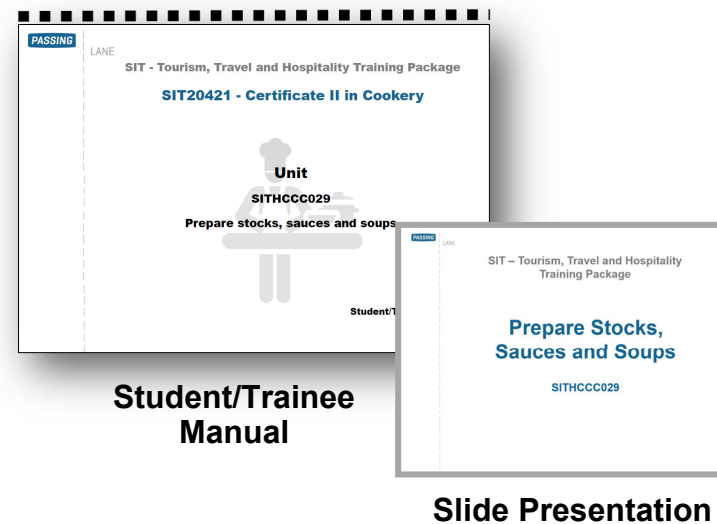 PASSING
LANE
SIT - Tourism, Travel and Hospitality Training Package
SIT20421 - Certificate II in Cookery
Unit
SITHCCC029
Prepare stocks, sauces and soups
Student/T
Student/Trainee
Manual
PASSING
LANE
SIT – Tourism, Travel and Hospitality
Training Package
Prepare Stocks,
Sauces and Soups
SITHCCC029
Slide Presentation